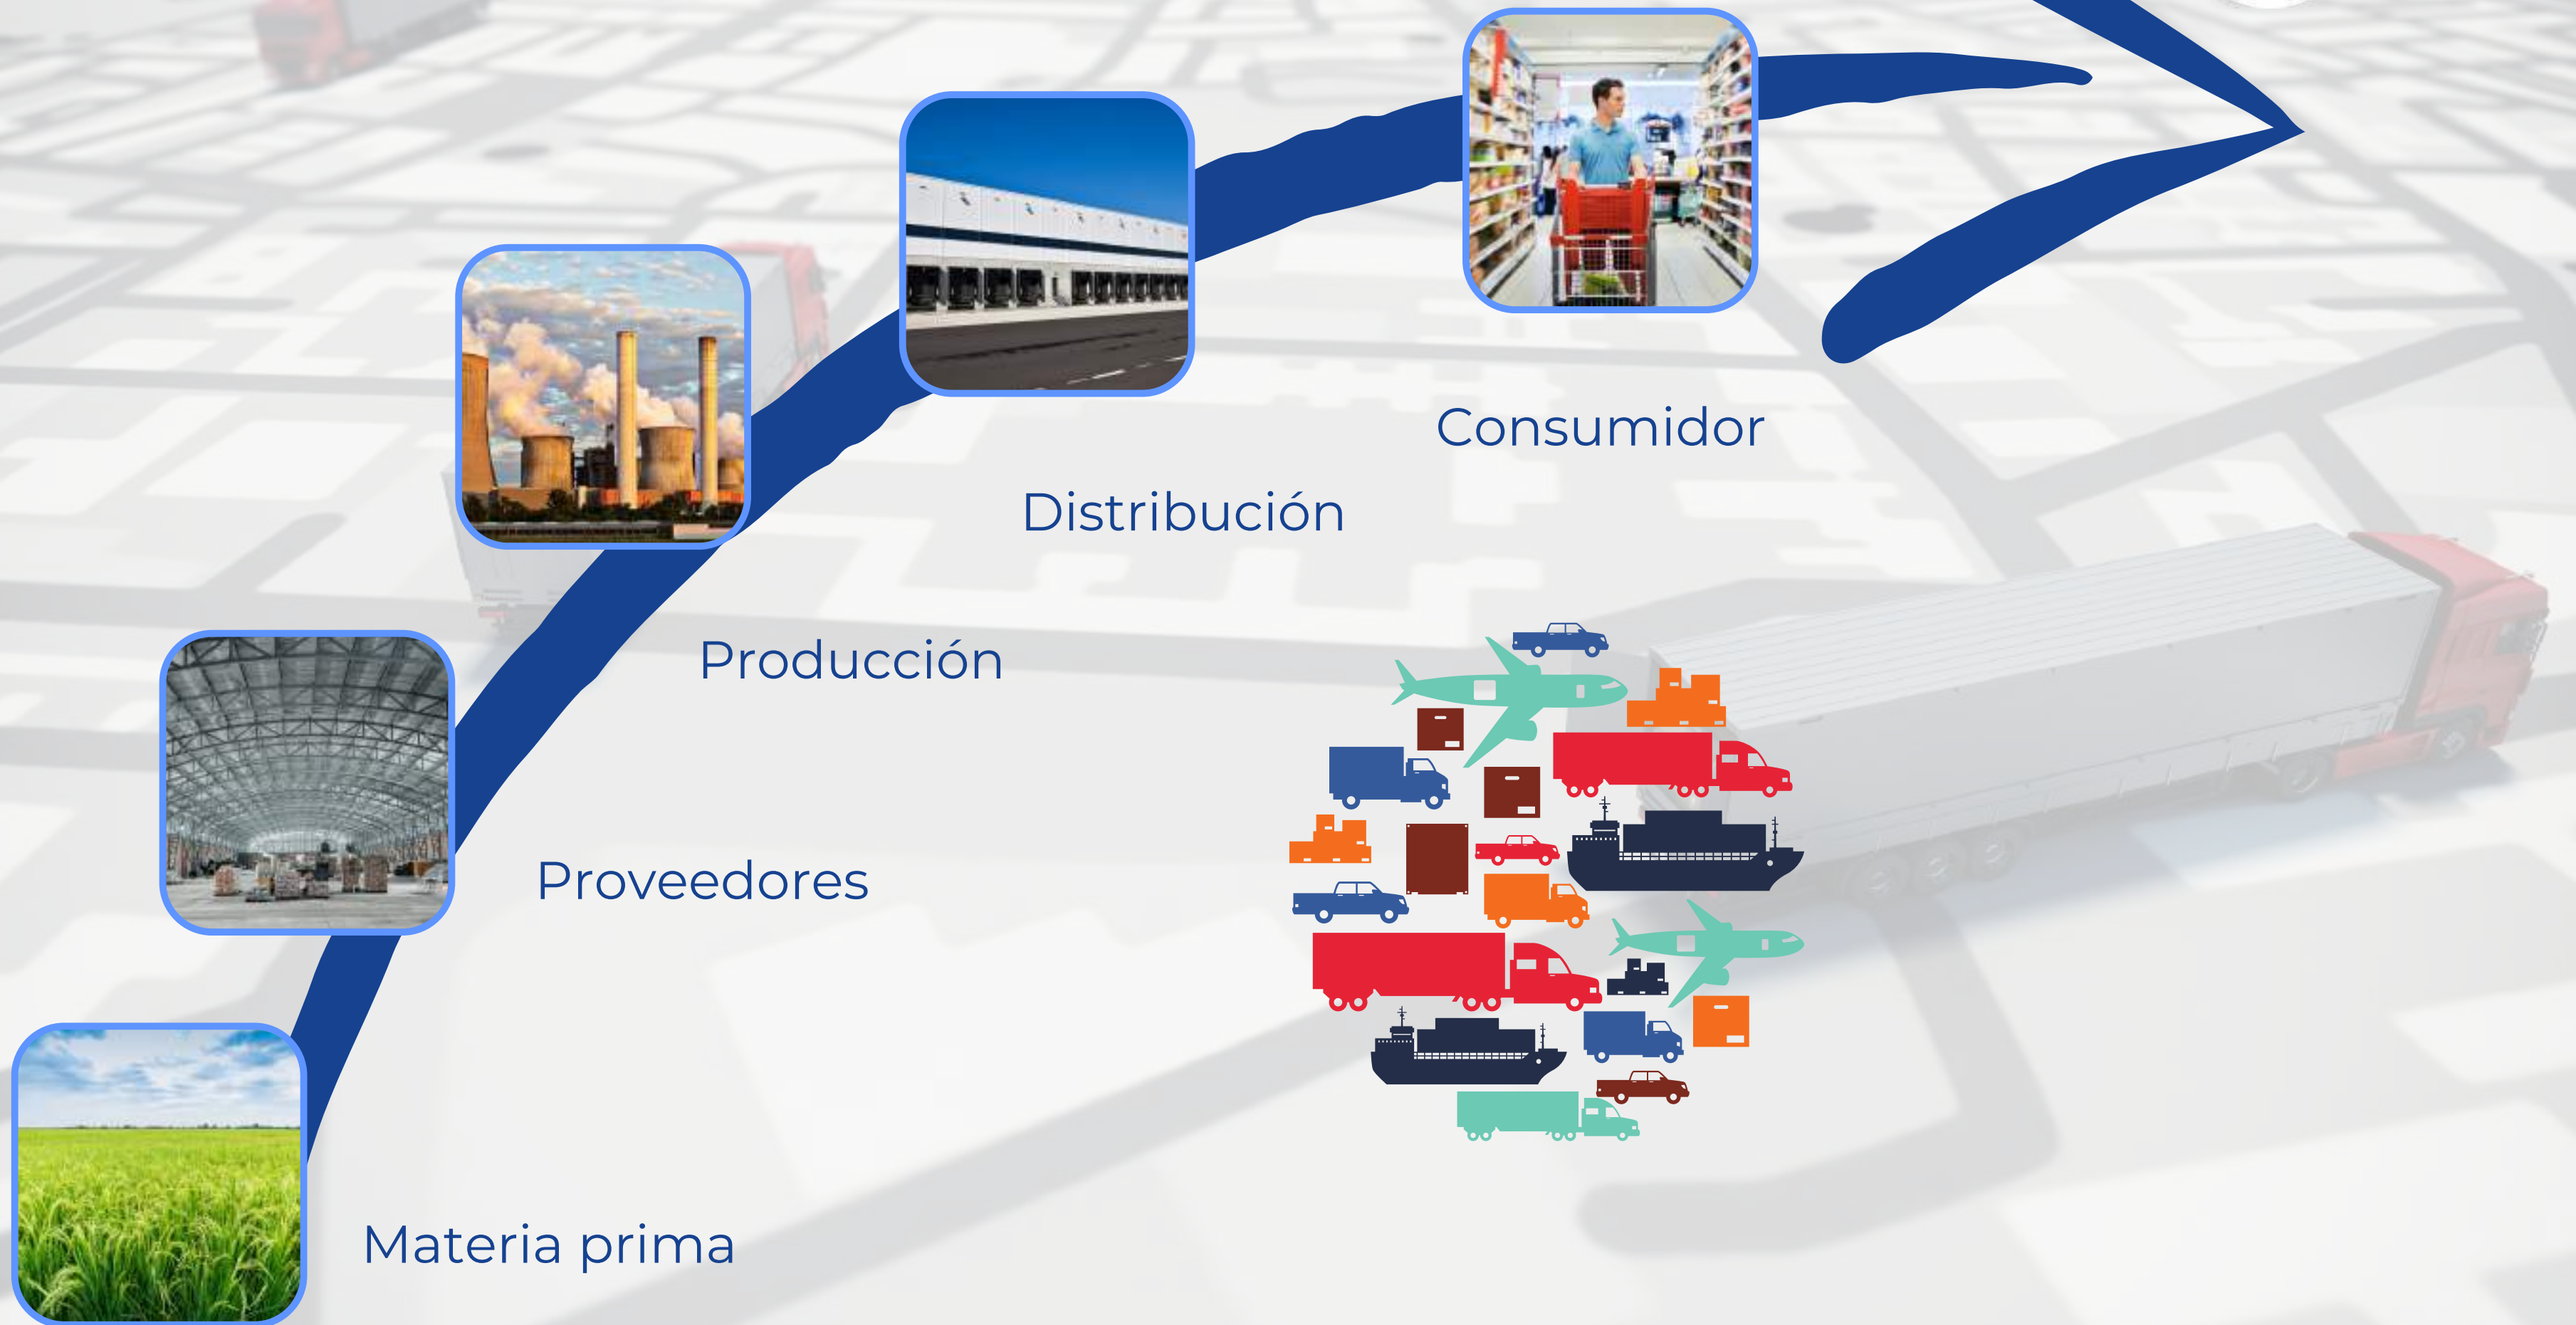 Consumidor
Distribución
Producción
Proveedores
Materia prima